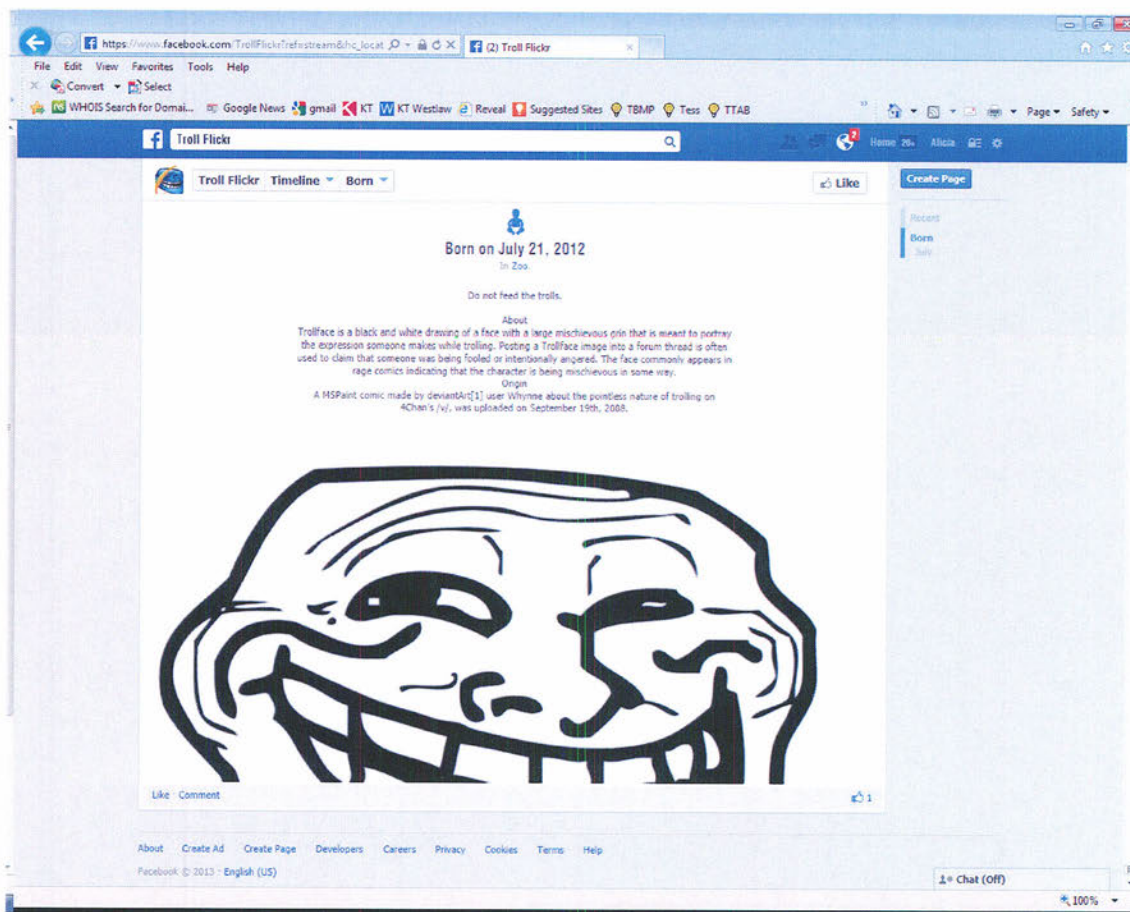 https://www.facebook.com/TrollFlickr?ref=stream&hc_locat
(2) Troll Flickr
File Edit View Favorites Tools Help
Convert Select
WHOIS Search for Domai... Google News gmail KT KT Westlaw Reveal Suggested Sites TBMP Tess TTAB
Page Safety
Troll Flickr
2
Home 20+ Alicia
Troll Flickr Timeline Born
Like
Create Page
Recent
Born
July
Born on July 21, 2012
In Zoo.
Do not feed the trolls.
About
Trollface is a black and white drawing of a face with a large mischievous grin that is meant to portray
the expression someone makes while trolling. Posting a Trollface image into a forum thread is often
used to claim that someone was being fooled or intentionally angered. The face commonly appears in
rage comics indicating that the character is being mischievous in some way.
Origin
A MSPaint comic made by deviantArt[1] user Whynne about the pointless nature of trolling on
4Chan's /v/, was uploaded on September 19th, 2008.
Like Comment
1
About Create Ad Create Page Developers Careers Privacy Cookies Terms Help
Facebook © 2013 · English (US)
Chat (Off)
100%